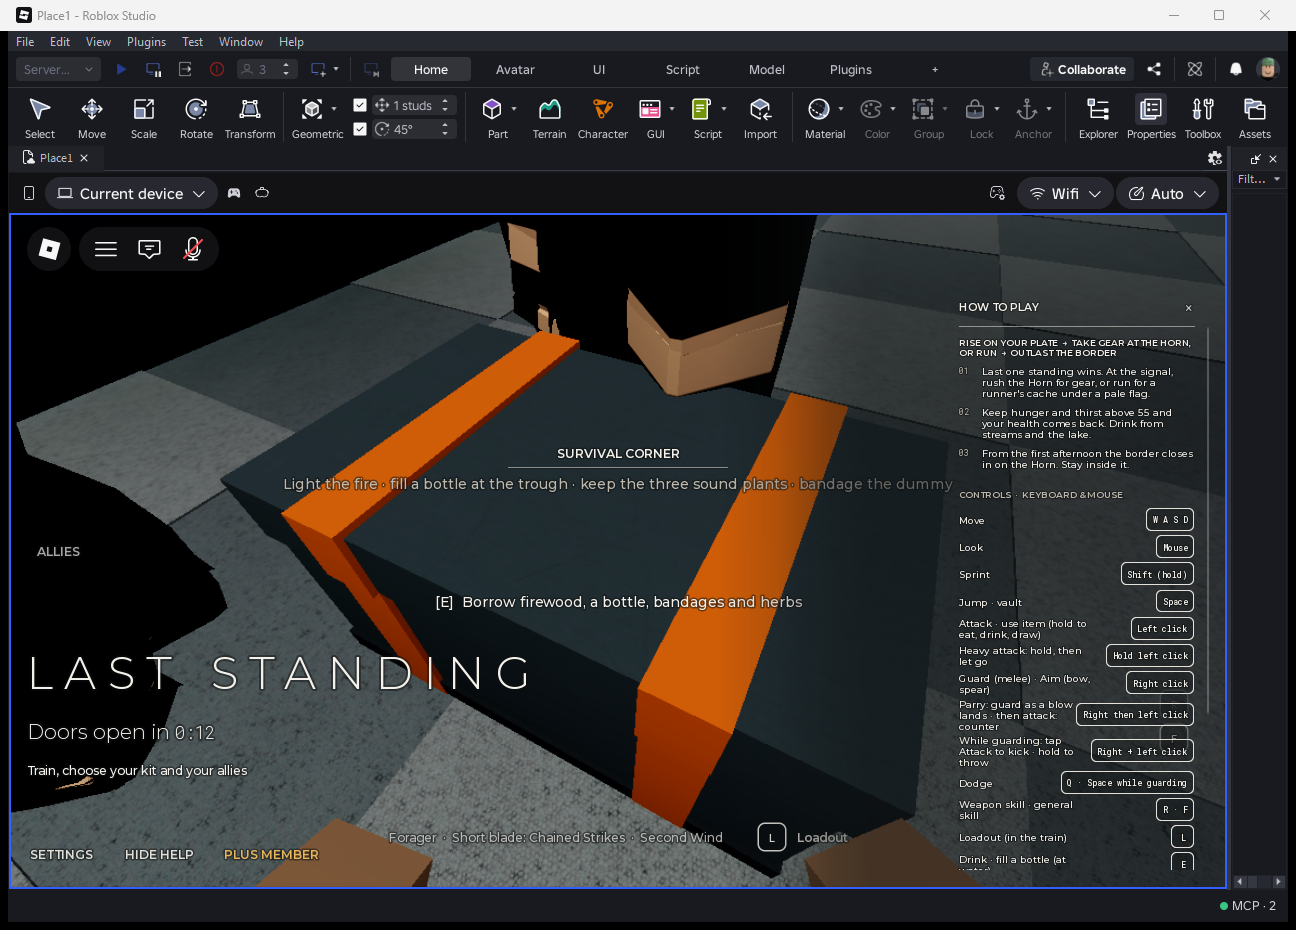 Place1 - Roblox Studio
File Edit View Plugins Test Window Help
Server... 3 Home Avatar UI Script Model Plugins + Collaborate
1 studs
45°
Select Move Scale Rotate Transform Geometric Part Terrain Character GUI Script Import Material Color Group Lock Anchor Explorer Properties Toolbox Assets
Place1
Filt...
Current device Wifi Auto
HOW TO PLAY ×
RISE ON YOUR PLATE → TAKE GEAR AT THE HORN,
OR RUN → OUTLAST THE BORDER
01 Last one standing wins. At the signal,
rush the Horn for gear, or run for a
runner's cache under a pale flag.
02 Keep hunger and thirst above 55 and
your health comes back. Drink from
streams and the lake.
03 From the first afternoon the border closes
in on the Horn. Stay inside it.
CONTROLS · KEYBOARD & MOUSE
Move W A S D
Look Mouse
Sprint Shift (hold)
Jump · vault Space
Attack · use item (hold to
eat, drink, draw) Left click
Heavy attack: hold, then
let go Hold left click
Guard (melee) · Aim (bow,
spear) Right click
Parry: guard as a blow
lands · then attack:
counter Right then left click
While guarding: tap
Attack to kick · hold to
throw Right + left click
Dodge Q · Space while guarding
Weapon skill · general
skill R · F
Loadout (in the train) L
Drink · fill a bottle (at
water) E
SURVIVAL CORNER
Light the fire · fill a bottle at the trough · keep the three sound plants · bandage the dummy
ALLIES
[E] Borrow firewood, a bottle, bandages and herbs
LAST STANDING
Doors open in 0:12
Train, choose your kit and your allies
Forager · Short blade: Chained Strikes · Second Wind L Loadout
SETTINGS HIDE HELP PLUS MEMBER
MCP · 2